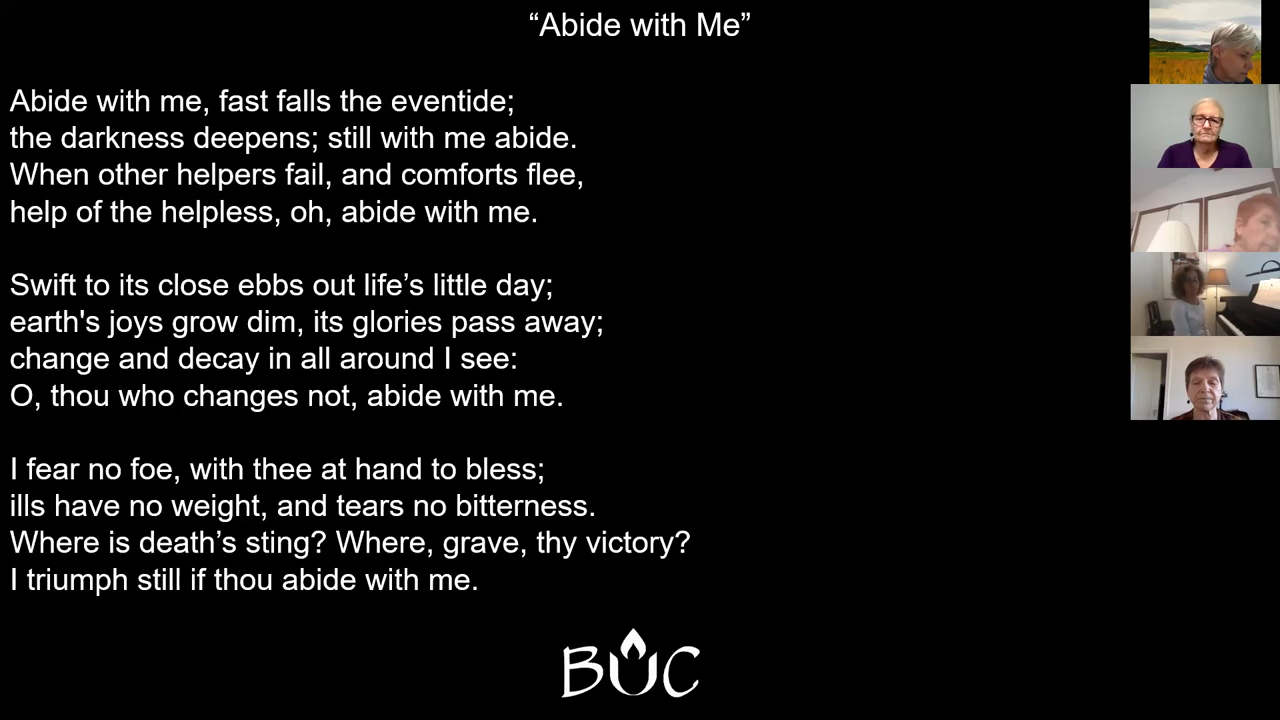 “Abide with Me”
Abide with me, fast falls the eventide;
the darkness deepens; still with me abide.
When other helpers fail, and comforts flee,
help of the helpless, oh, abide with me.
Swift to its close ebbs out life’s little day;
earth's joys grow dim, its glories pass away;
change and decay in all around I see:
O, thou who changes not, abide with me.
I fear no foe, with thee at hand to bless;
ills have no weight, and tears no bitterness.
Where is death’s sting? Where, grave, thy victory?
I triumph still if thou abide with me.
BUC